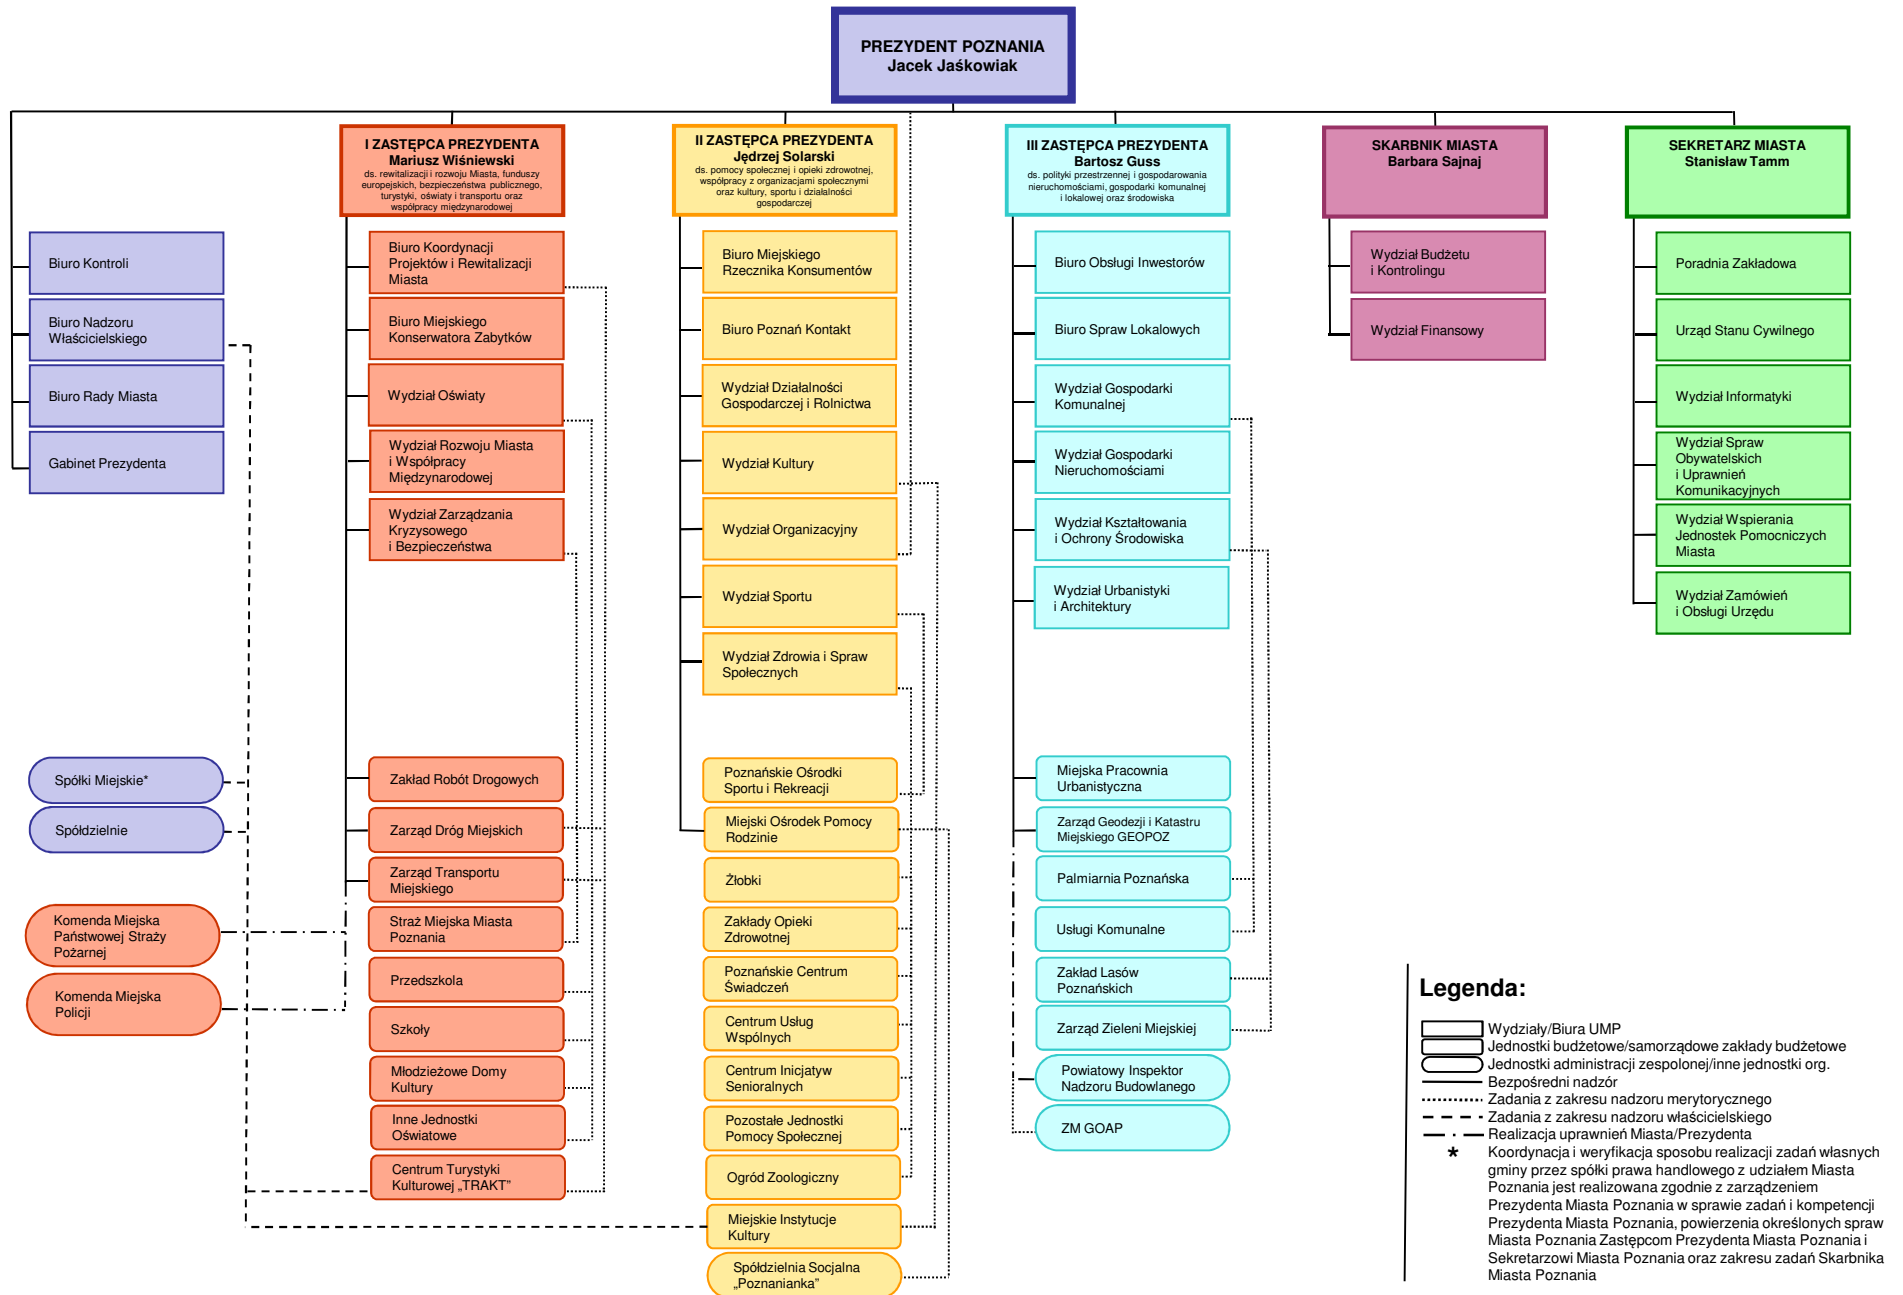 PREZYDENT POZNANIA
Jacek Jaśkowiak
I ZASTĘPCA PREZYDENTA
Mariusz Wiśniewski
ds. rewitalizacji i rozwoju Miasta, funduszy
europejskich, bezpieczeństwa publicznego,
turystyki, oświaty i transportu oraz
współpracy międzynarodowej
II ZASTĘPCA PREZYDENTA
Jędrzej Solarski
ds. pomocy społecznej i opieki zdrowotnej,
współpracy z organizacjami społecznymi
oraz kultury, sportu i działalności
gospodarczej
III ZASTĘPCA PREZYDENTA
Bartosz Guss
ds. polityki przestrzennej i gospodarowania
nieruchomościami, gospodarki komunalnej
i lokalowej oraz środowiska
SKARBNIK MIASTA
Barbara Sajnaj
SEKRETARZ MIASTA
Stanisław Tamm
Biuro Kontroli
Biuro Nadzoru
Właścicielskiego
Biuro Rady Miasta
Gabinet Prezydenta
Spółki Miejskie*
Spółdzielnie
Komenda Miejska
Państwowej Straży
Pożarnej
Komenda Miejska
Policji
Biuro Koordynacji
Projektów i Rewitalizacji
Miasta
Biuro Miejskiego
Konserwatora Zabytków
Wydział Oświaty
Wydział Rozwoju Miasta
i Współpracy
Międzynarodowej
Wydział Zarządzania
Kryzysowego
i Bezpieczeństwa
Zakład Robót Drogowych
Zarząd Dróg Miejskich
Zarząd Transportu
Miejskiego
Straż Miejska Miasta
Poznania
Przedszkola
Szkoły
Młodzieżowe Domy
Kultury
Inne Jednostki
Oświatowe
Centrum Turystyki
Kulturowej „TRAKT”
Biuro Miejskiego
Rzecznika Konsumentów
Biuro Poznań Kontakt
Wydział Działalności
Gospodarczej i Rolnictwa
Wydział Kultury
Wydział Organizacyjny
Wydział Sportu
Wydział Zdrowia i Spraw
Społecznych
Poznańskie Ośrodki
Sportu i Rekreacji
Miejski Ośrodek Pomocy
Rodzinie
Żłobki
Zakłady Opieki
Zdrowotnej
Poznańskie Centrum
Świadczeń
Centrum Usług
Wspólnych
Centrum Inicjatyw
Senioralnych
Pozostałe Jednostki
Pomocy Społecznej
Ogród Zoologiczny
Miejskie Instytucje
Kultury
Spółdzielnia Socjalna
„Poznanianka”
Biuro Obsługi Inwestorów
Biuro Spraw Lokalowych
Wydział Gospodarki
Komunalnej
Wydział Gospodarki
Nieruchomościami
Wydział Kształtowania
i Ochrony Środowiska
Wydział Urbanistyki
i Architektury
Miejska Pracownia
Urbanistyczna
Zarząd Geodezji i Katastru
Miejskiego GEOPOZ
Palmiarnia Poznańska
Usługi Komunalne
Zakład Lasów
Poznańskich
Zarząd Zieleni Miejskiej
Powiatowy Inspektor
Nadzoru Budowlanego
ZM GOAP
Wydział Budżetu
i Kontrolingu
Wydział Finansowy
Poradnia Zakładowa
Urząd Stanu Cywilnego
Wydział Informatyki
Wydział Spraw
Obywatelskich
i Uprawnień
Komunikacyjnych
Wydział Wspierania
Jednostek Pomocniczych
Miasta
Wydział Zamówień
i Obsługi Urzędu
Legenda:
Wydziały/Biura UMP
Jednostki budżetowe/samorządowe zakłady budżetowe
Jednostki administracji zespolonej/inne jednostki org.
Bezpośredni nadzór
Zadania z zakresu nadzoru merytorycznego
Zadania z zakresu nadzoru właścicielskiego
Realizacja uprawnień Miasta/Prezydenta
* Koordynacja i weryfikacja sposobu realizacji zadań własnych
gminy przez spółki prawa handlowego z udziałem Miasta
Poznania jest realizowana zgodnie z zarządzeniem
Prezydenta Miasta Poznania w sprawie zadań i kompetencji
Prezydenta Miasta Poznania, powierzenia określonych spraw
Miasta Poznania Zastępcom Prezydenta Miasta Poznania i
Sekretarzowi Miasta Poznania oraz zakresu zadań Skarbnika
Miasta Poznania